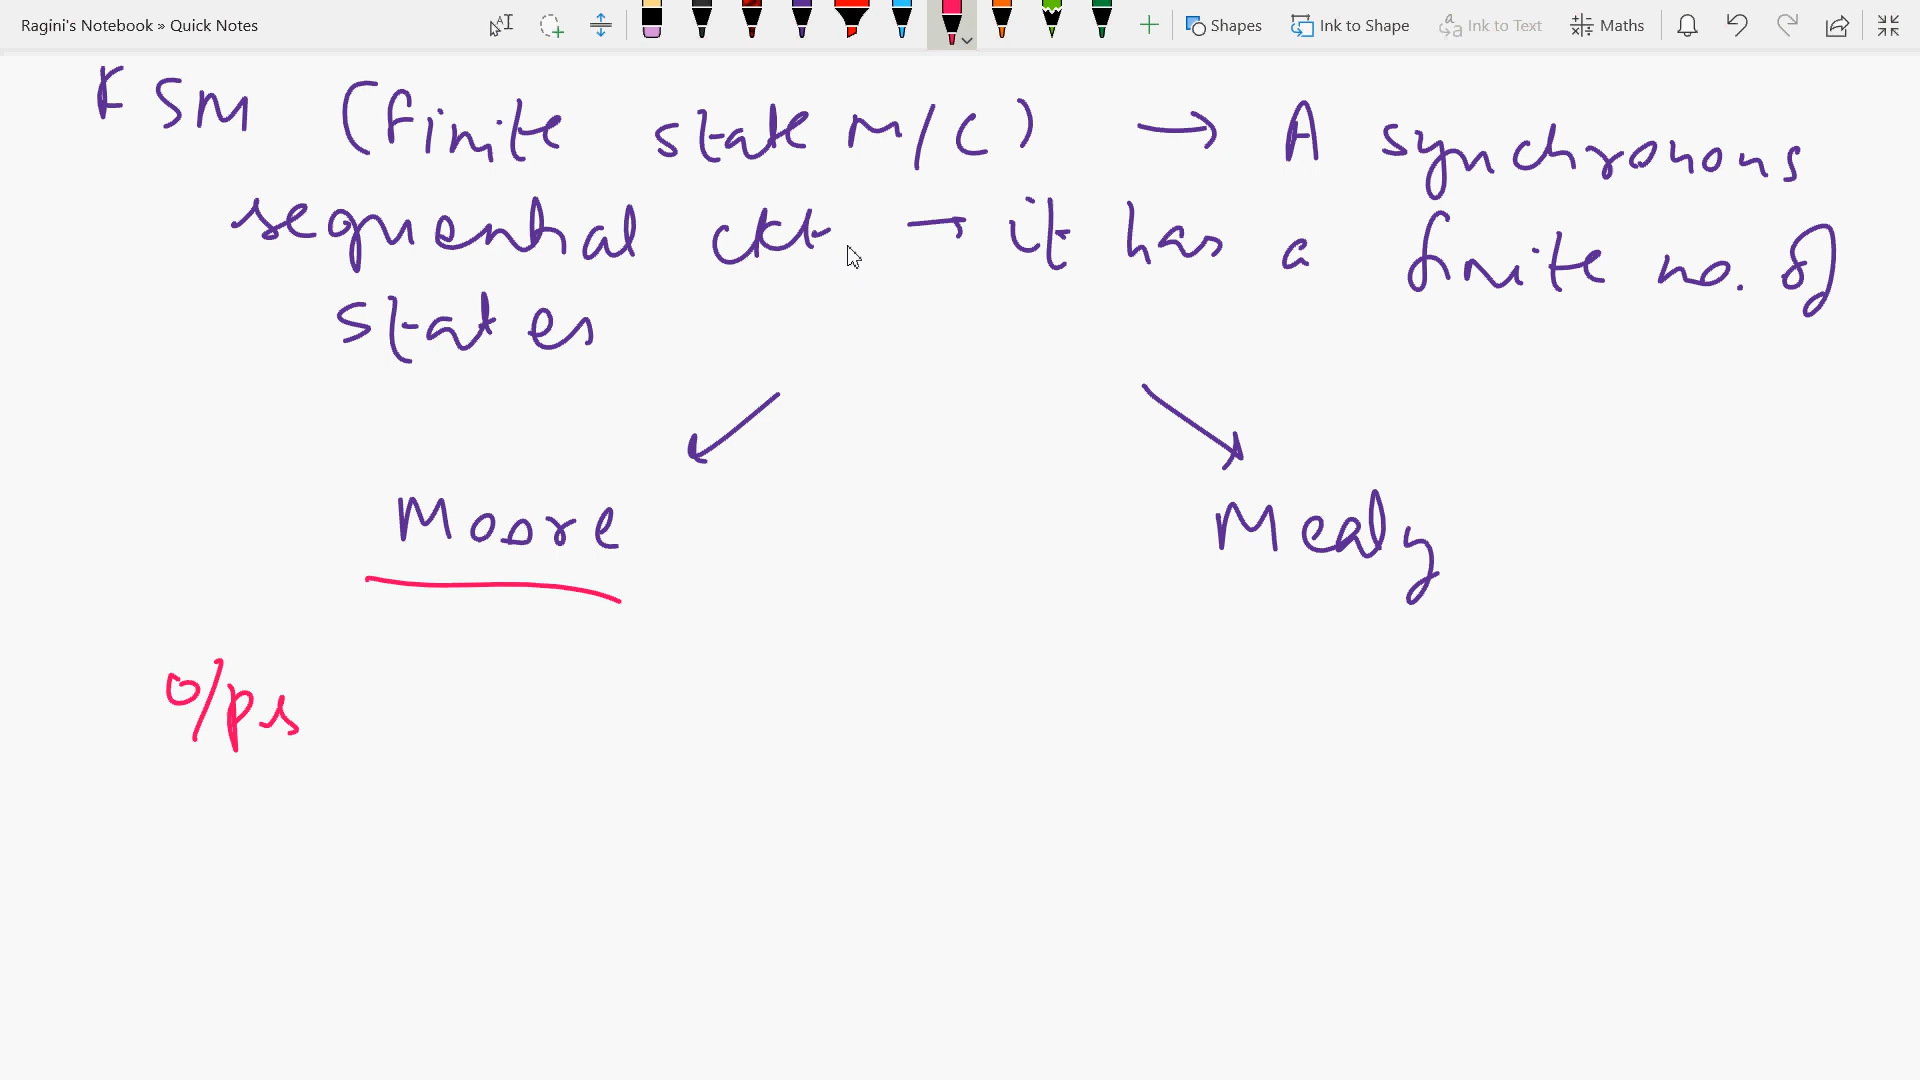 Ragini's Notebook » Quick Notes
Shapes
Ink to Shape
Ink to Text
Maths
FSM (Finite state M/C) → A synchronous
sequential ckt → it has a finite no. of
states
Moore
Mealy
O/ps